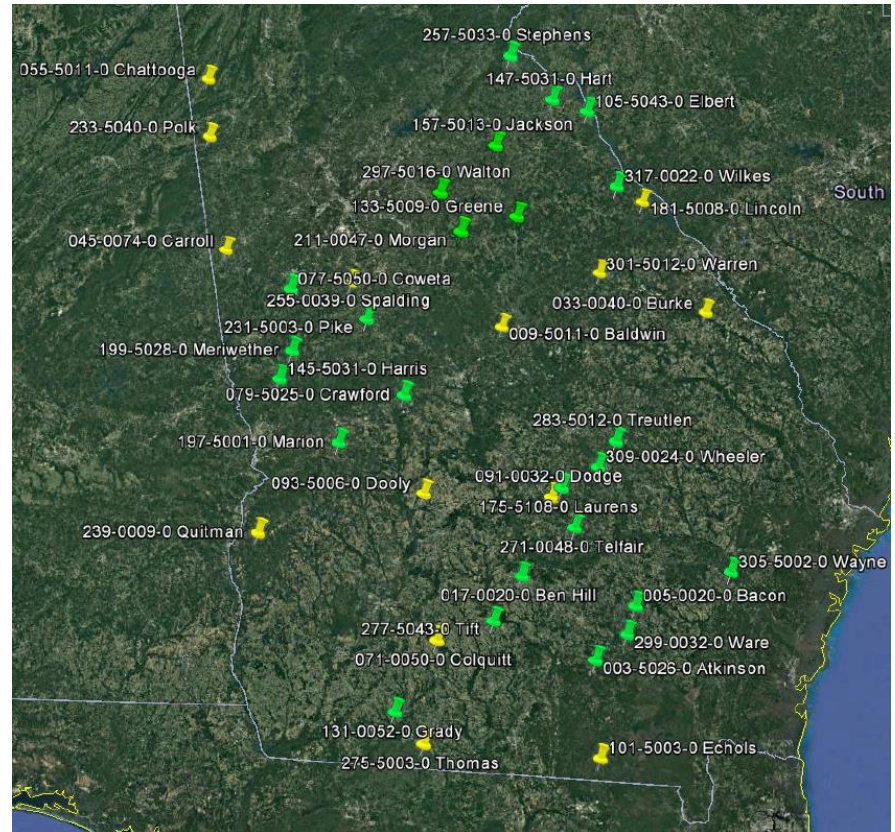 257-5033-0 Stephens
055-5011-0 Chattooga
147-5031-0 Hart
105-5043-0 Elbert
233-5040-0 Polk
157-5013-0 Jackson
297-5016-0 Walton
317-0022-0 Wilkes
South
133-5009-0 Greene
181-5008-0 Lincoln
045-0074-0 Carroll
211-0047-0 Morgan
301-5012-0 Warren
077-5050-0 Coweta
255-0039-0 Spalding
033-0040-0 Burke
231-5003-0 Pike
009-5011-0 Baldwin
199-5028-0 Meriwether
145-5031-0 Harris
079-5025-0 Crawford
283-5012-0 Treutlen
197-5001-0 Marion
309-0024-0 Wheeler
091-0032-0 Dodge
093-5006-0 Dooly
175-5108-0 Laurens
239-0009-0 Quitman
271-0048-0 Telfair
305-5002-0 Wayne
017-0020-0 Ben Hill
005-0020-0 Bacon
277-5043-0 Tift
299-0032-0 Ware
071-0050-0 Colquitt
003-5026-0 Atkinson
131-0052-0 Grady
101-5003-0 Echols
275-5003-0 Thomas